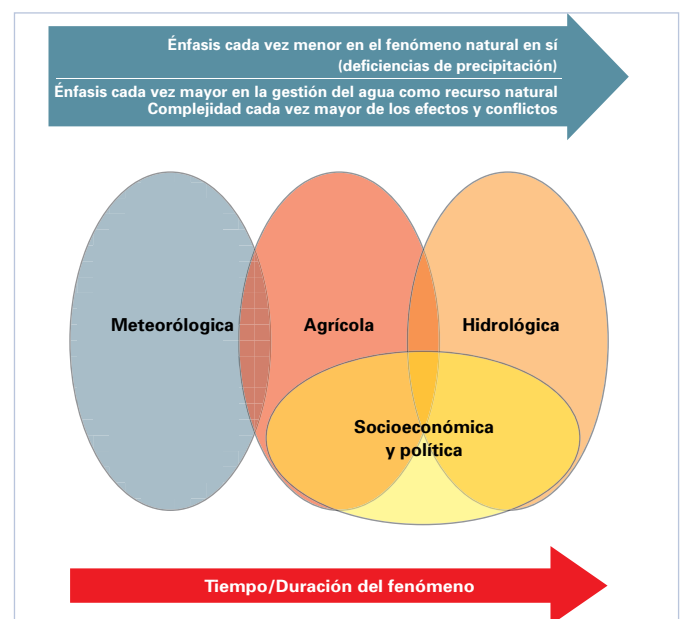 Énfasis cada vez menor en el fenómeno natural en sí
(deficiencias de precipitación)
Énfasis cada vez mayor en la gestión del agua como recurso natural
Complejidad cada vez mayor de los efectos y conflictos
Meteorólogica
Agrícola
Hidrológica
Socioeconómica
y política
Tiempo/Duración del fenómeno